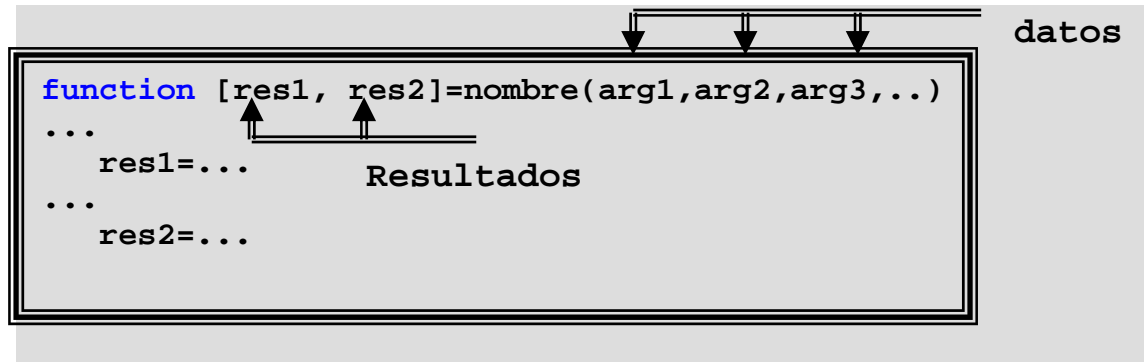 datos
function [res1, res2]=nombre(arg1,arg2,arg3,..)
...
res1=...
Resultados
...
res2=...